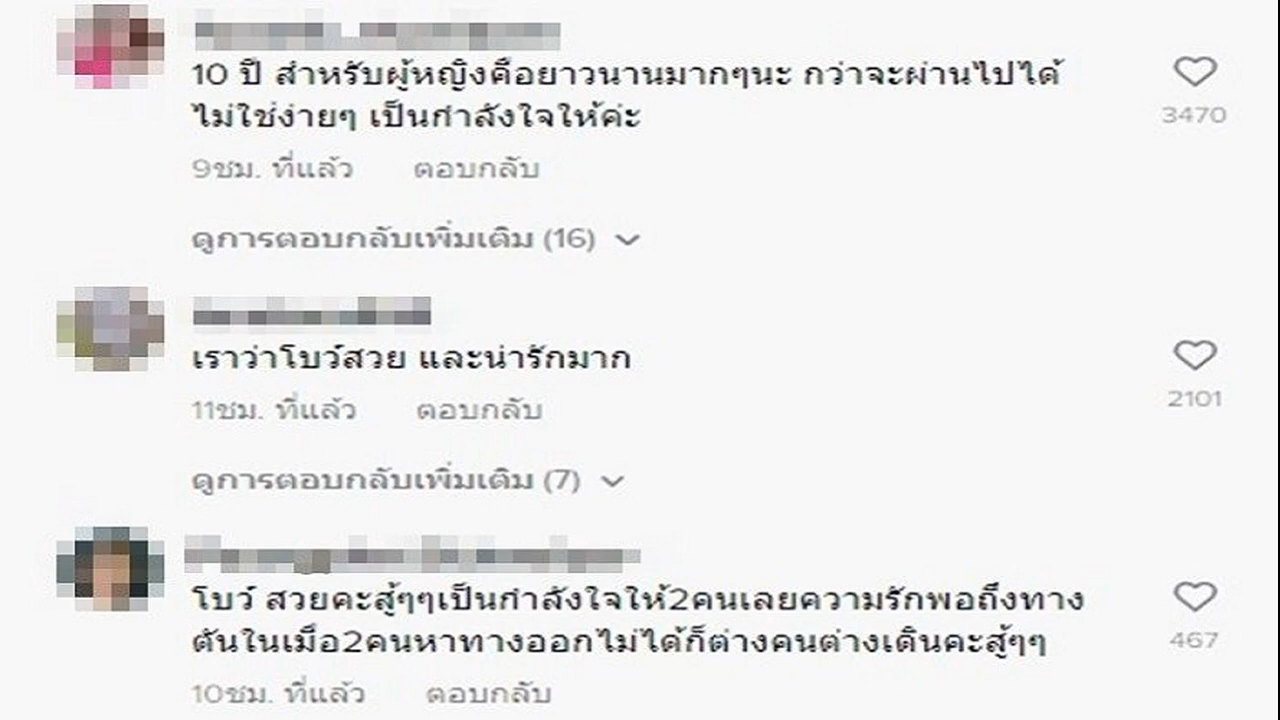 10 ปี สำหรับผู้หญิงคือยาวนานมากๆนะ กว่าจะผ่านไปได้
ไม่ใช่ง่ายๆ เป็นกำลังใจให้ค่ะ
3470
9ชม. ที่แล้ว ตอบกลับ
ดูการตอบกลับเพิ่มเติม (16)
เราว่าโบว์สวย และน่ารักมาก
2101
11ชม. ที่แล้ว ตอบกลับ
ดูการตอบกลับเพิ่มเติม (7)
โบว์ สวยคะสู้ๆๆเป็นกำลังใจให้2คนเลยความรักพอถึงทาง
ตันในเมื่อ2คนหาทางออกไม่ได้ก็ต่างคนต่างเดินคะสู้ๆๆ
467
10ชม. ที่แล้ว ตอบกลับ